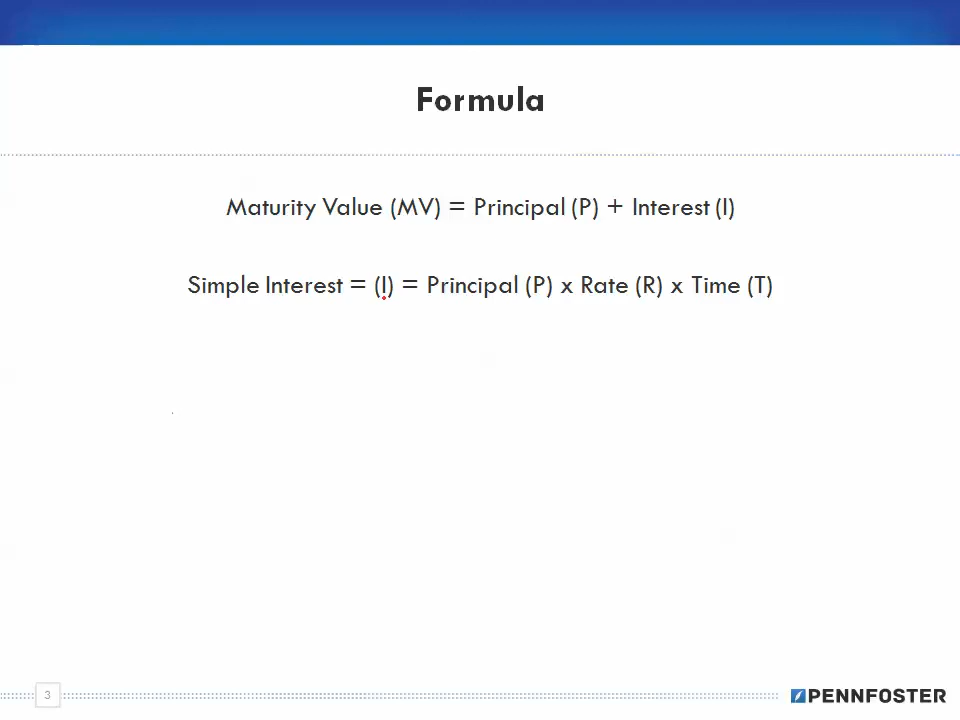 Formula
Maturity Value (MV) = Principal (P) + Interest (I)
Simple Interest = (I) = Principal (P) x Rate (R) x Time (T)
3
PENNFOSTER